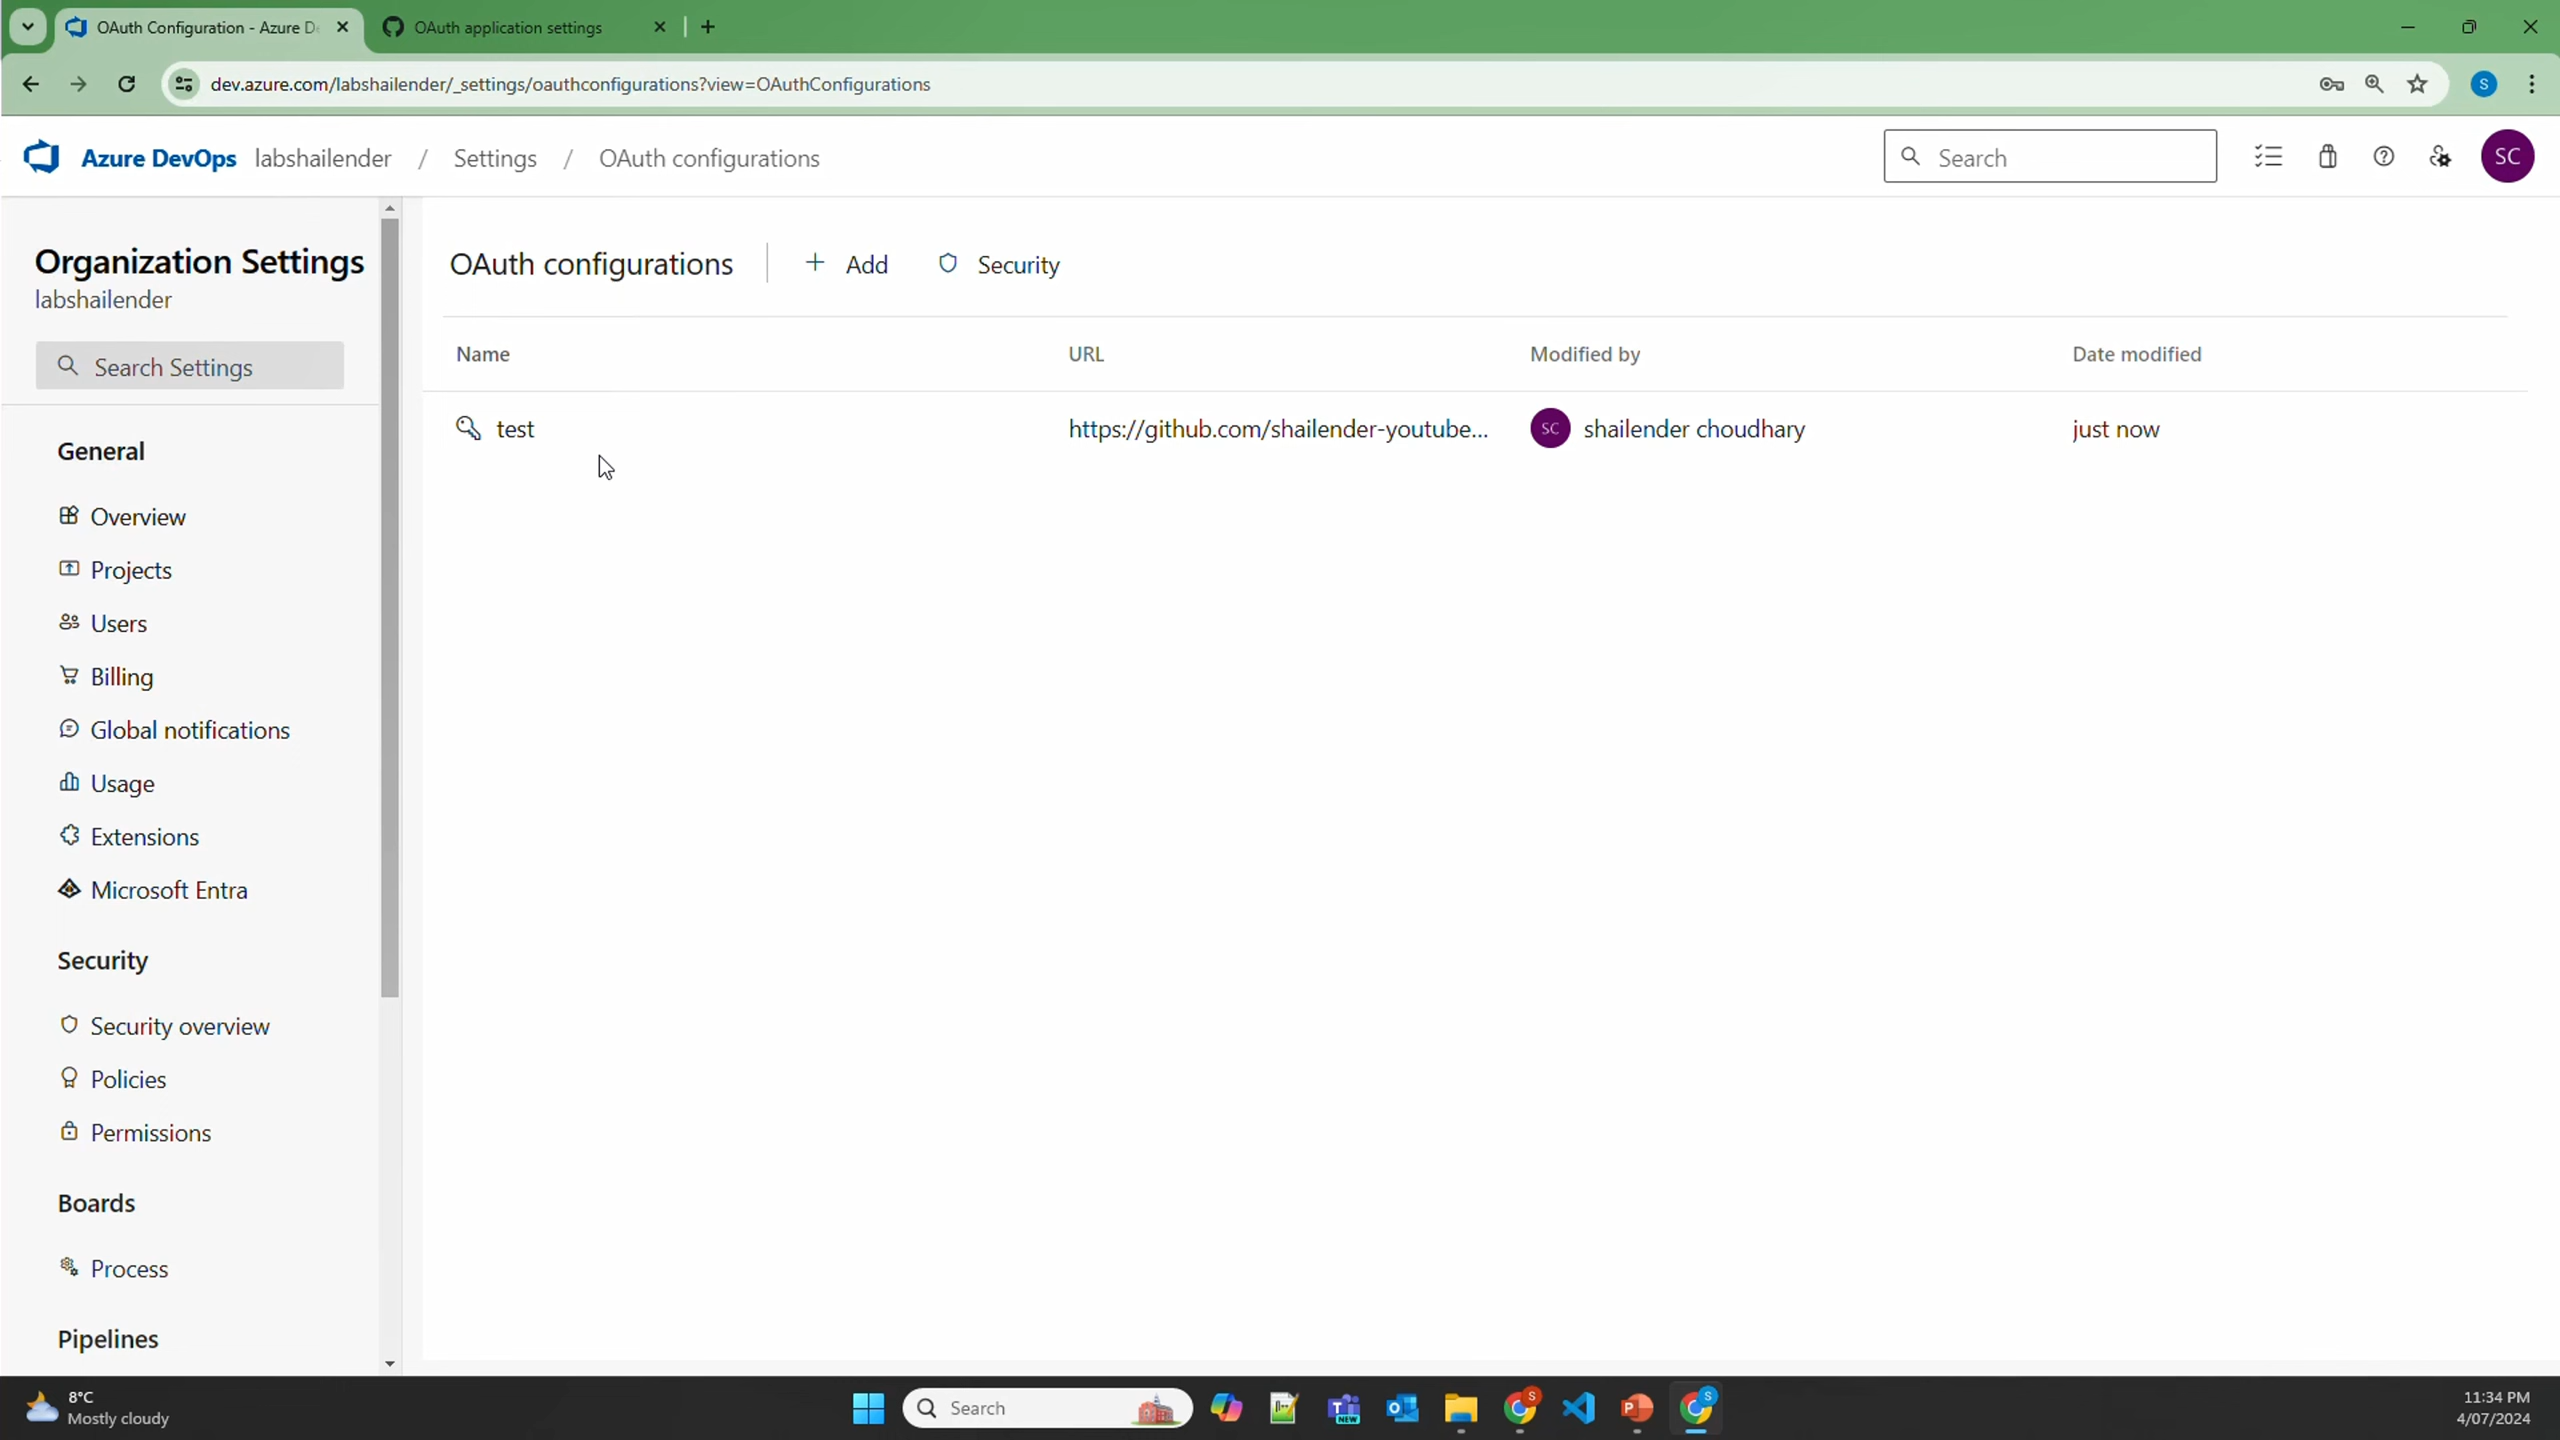 OAuth Configuration - Azure D
OAuth application settings
dev.azure.com/labshailender/_settings/oauthconfigurations?view=OAuthConfigurations
S
Azure DevOps labshailender / Settings / OAuth configurations
Search
SC
Organization Settings
labshailender
Search Settings
General
Overview
Projects
Users
Billing
Global notifications
Usage
Extensions
Microsoft Entra
Security
Security overview
Policies
Permissions
Boards
Process
Pipelines
OAuth configurations
+ Add
Security
Name URL Modified by Date modified
test https://github.com/shailender-youtube... SC shailender choudhary just now
8°C
Mostly cloudy
Search
NEW
S
S
11:34 PM
4/07/2024